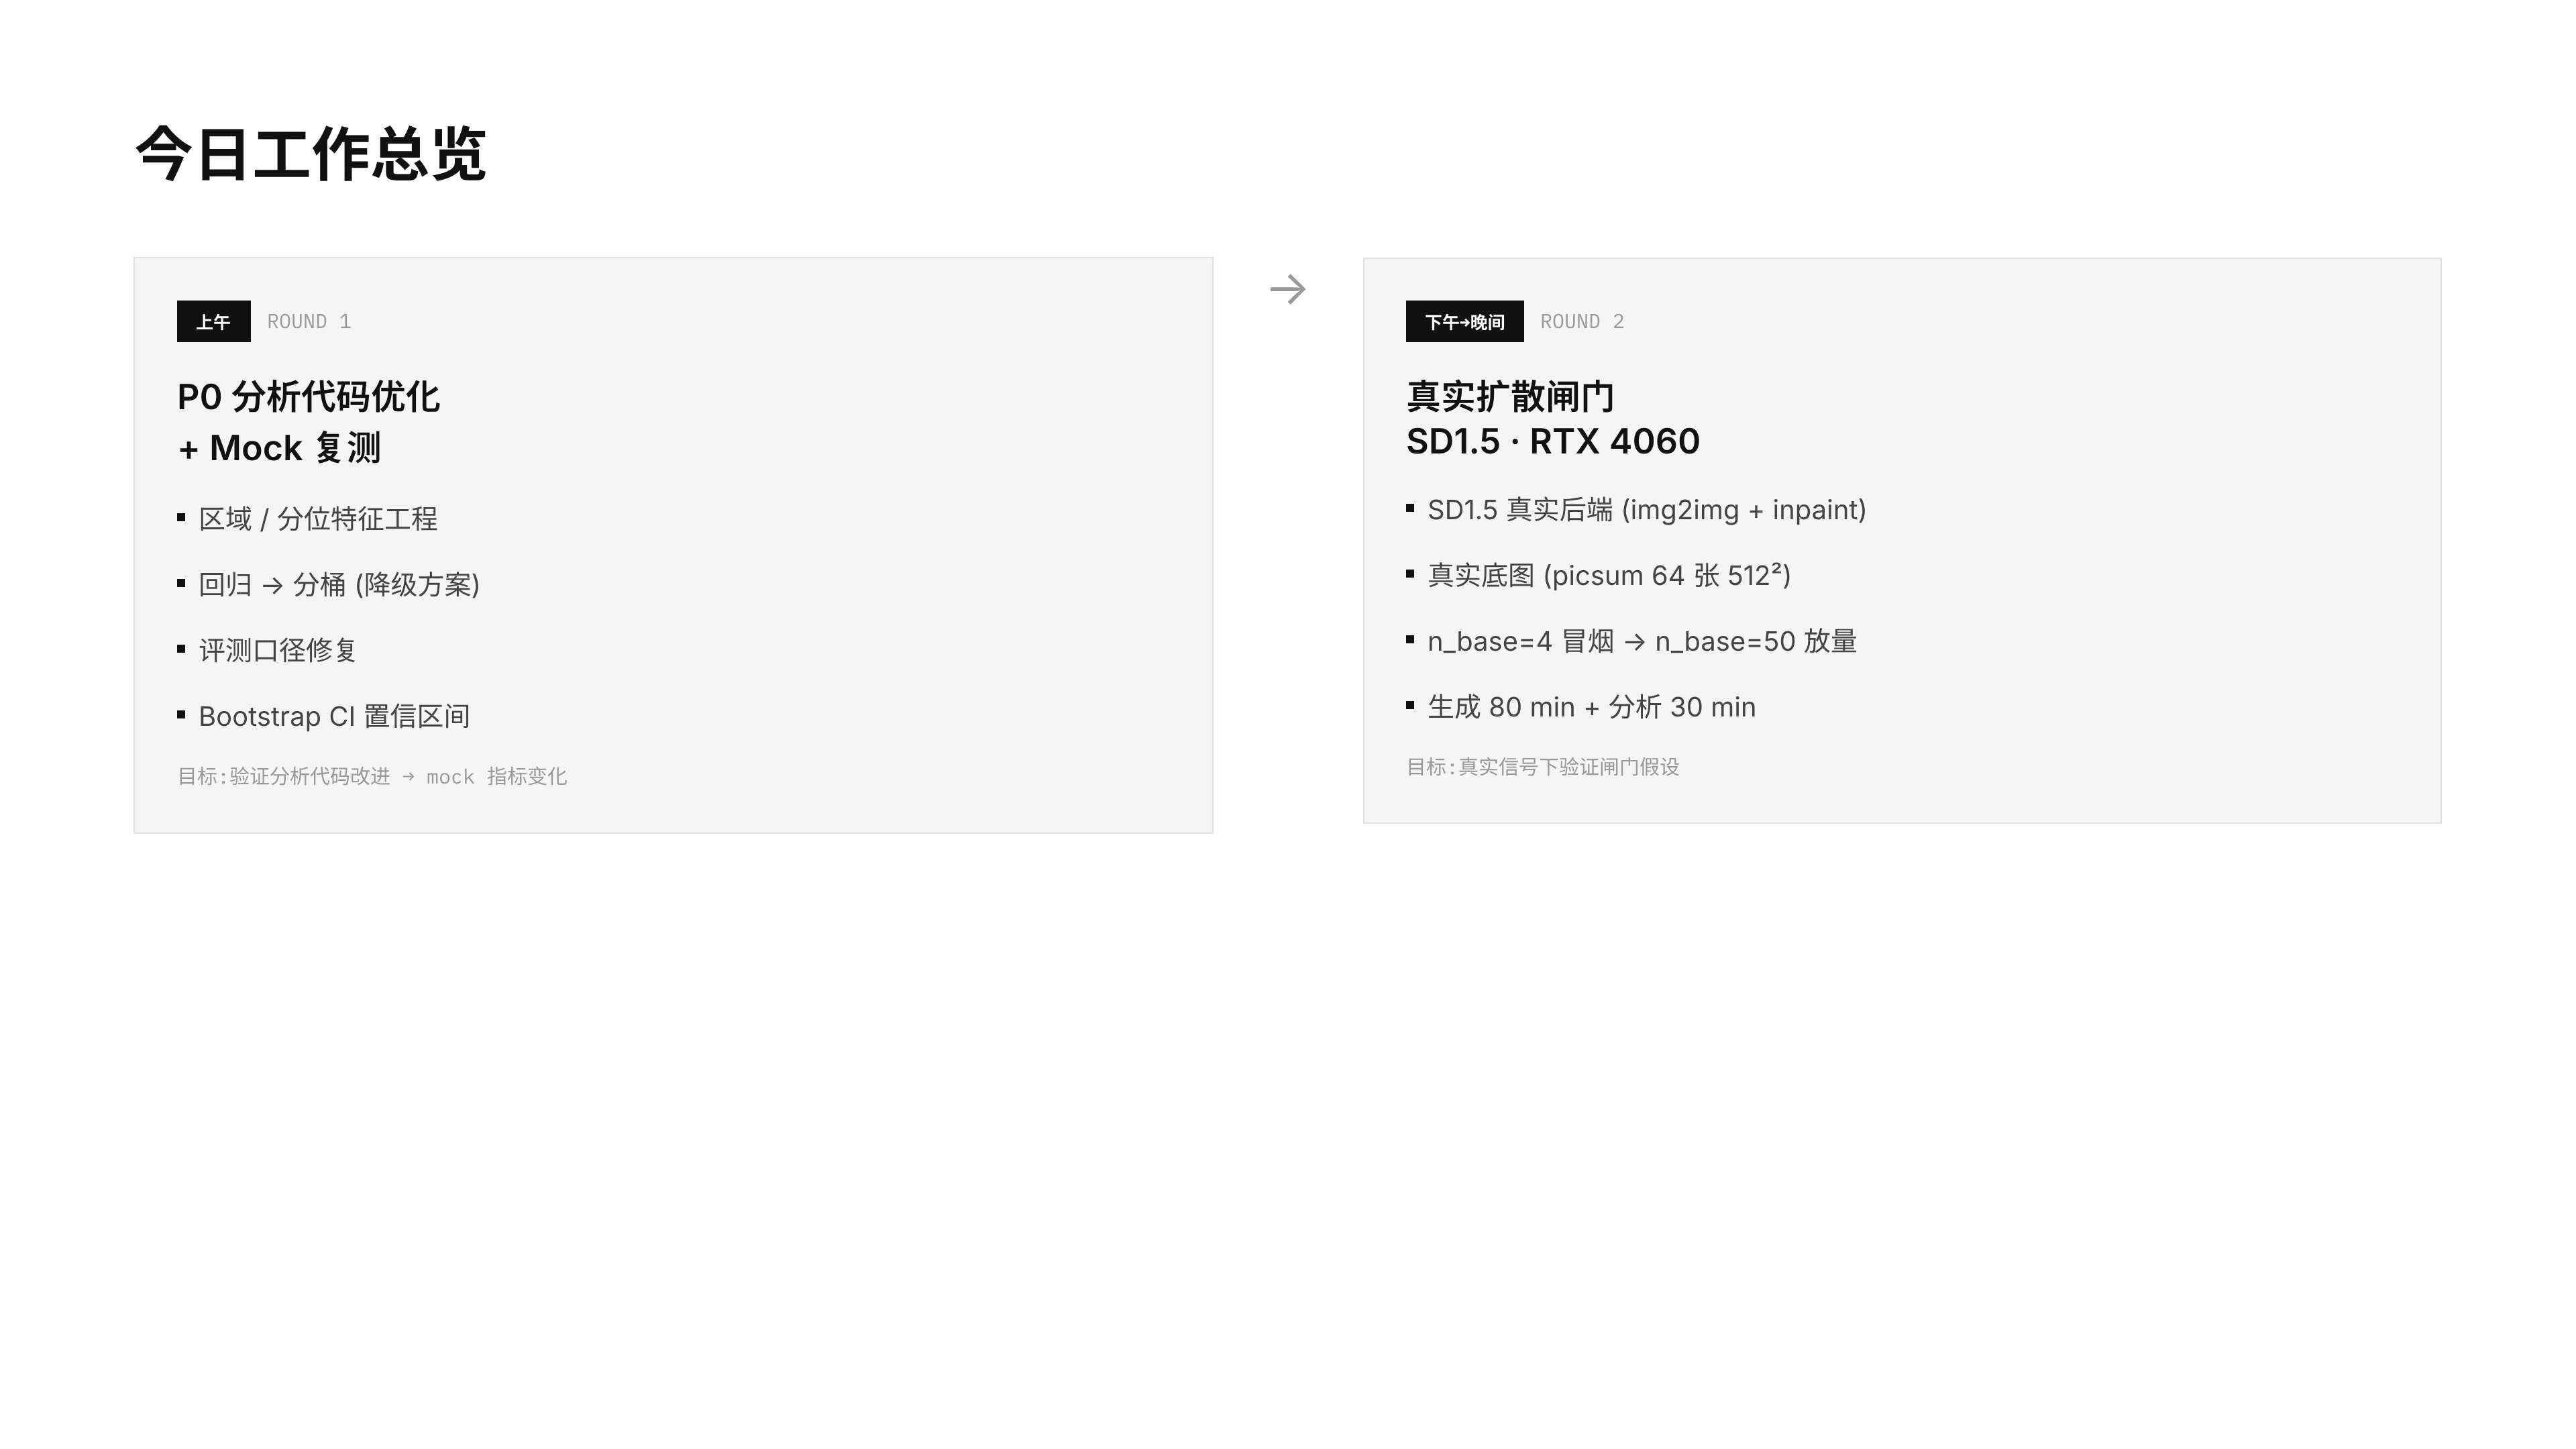 今日工作总览
上午 ROUND 1
P0 分析代码优化
+ Mock 复测
▪ 区域 / 分位特征工程
▪ 回归 → 分桶 (降级方案)
▪ 评测口径修复
▪ Bootstrap CI 置信区间
目标:验证分析代码改进 → mock 指标变化
→
下午→晚间 ROUND 2
真实扩散闸门
SD1.5 · RTX 4060
▪ SD1.5 真实后端 (img2img + inpaint)
▪ 真实底图 (picsum 64 张 512²)
▪ n_base=4 冒烟 → n_base=50 放量
▪ 生成 80 min + 分析 30 min
目标:真实信号下验证闸门假设